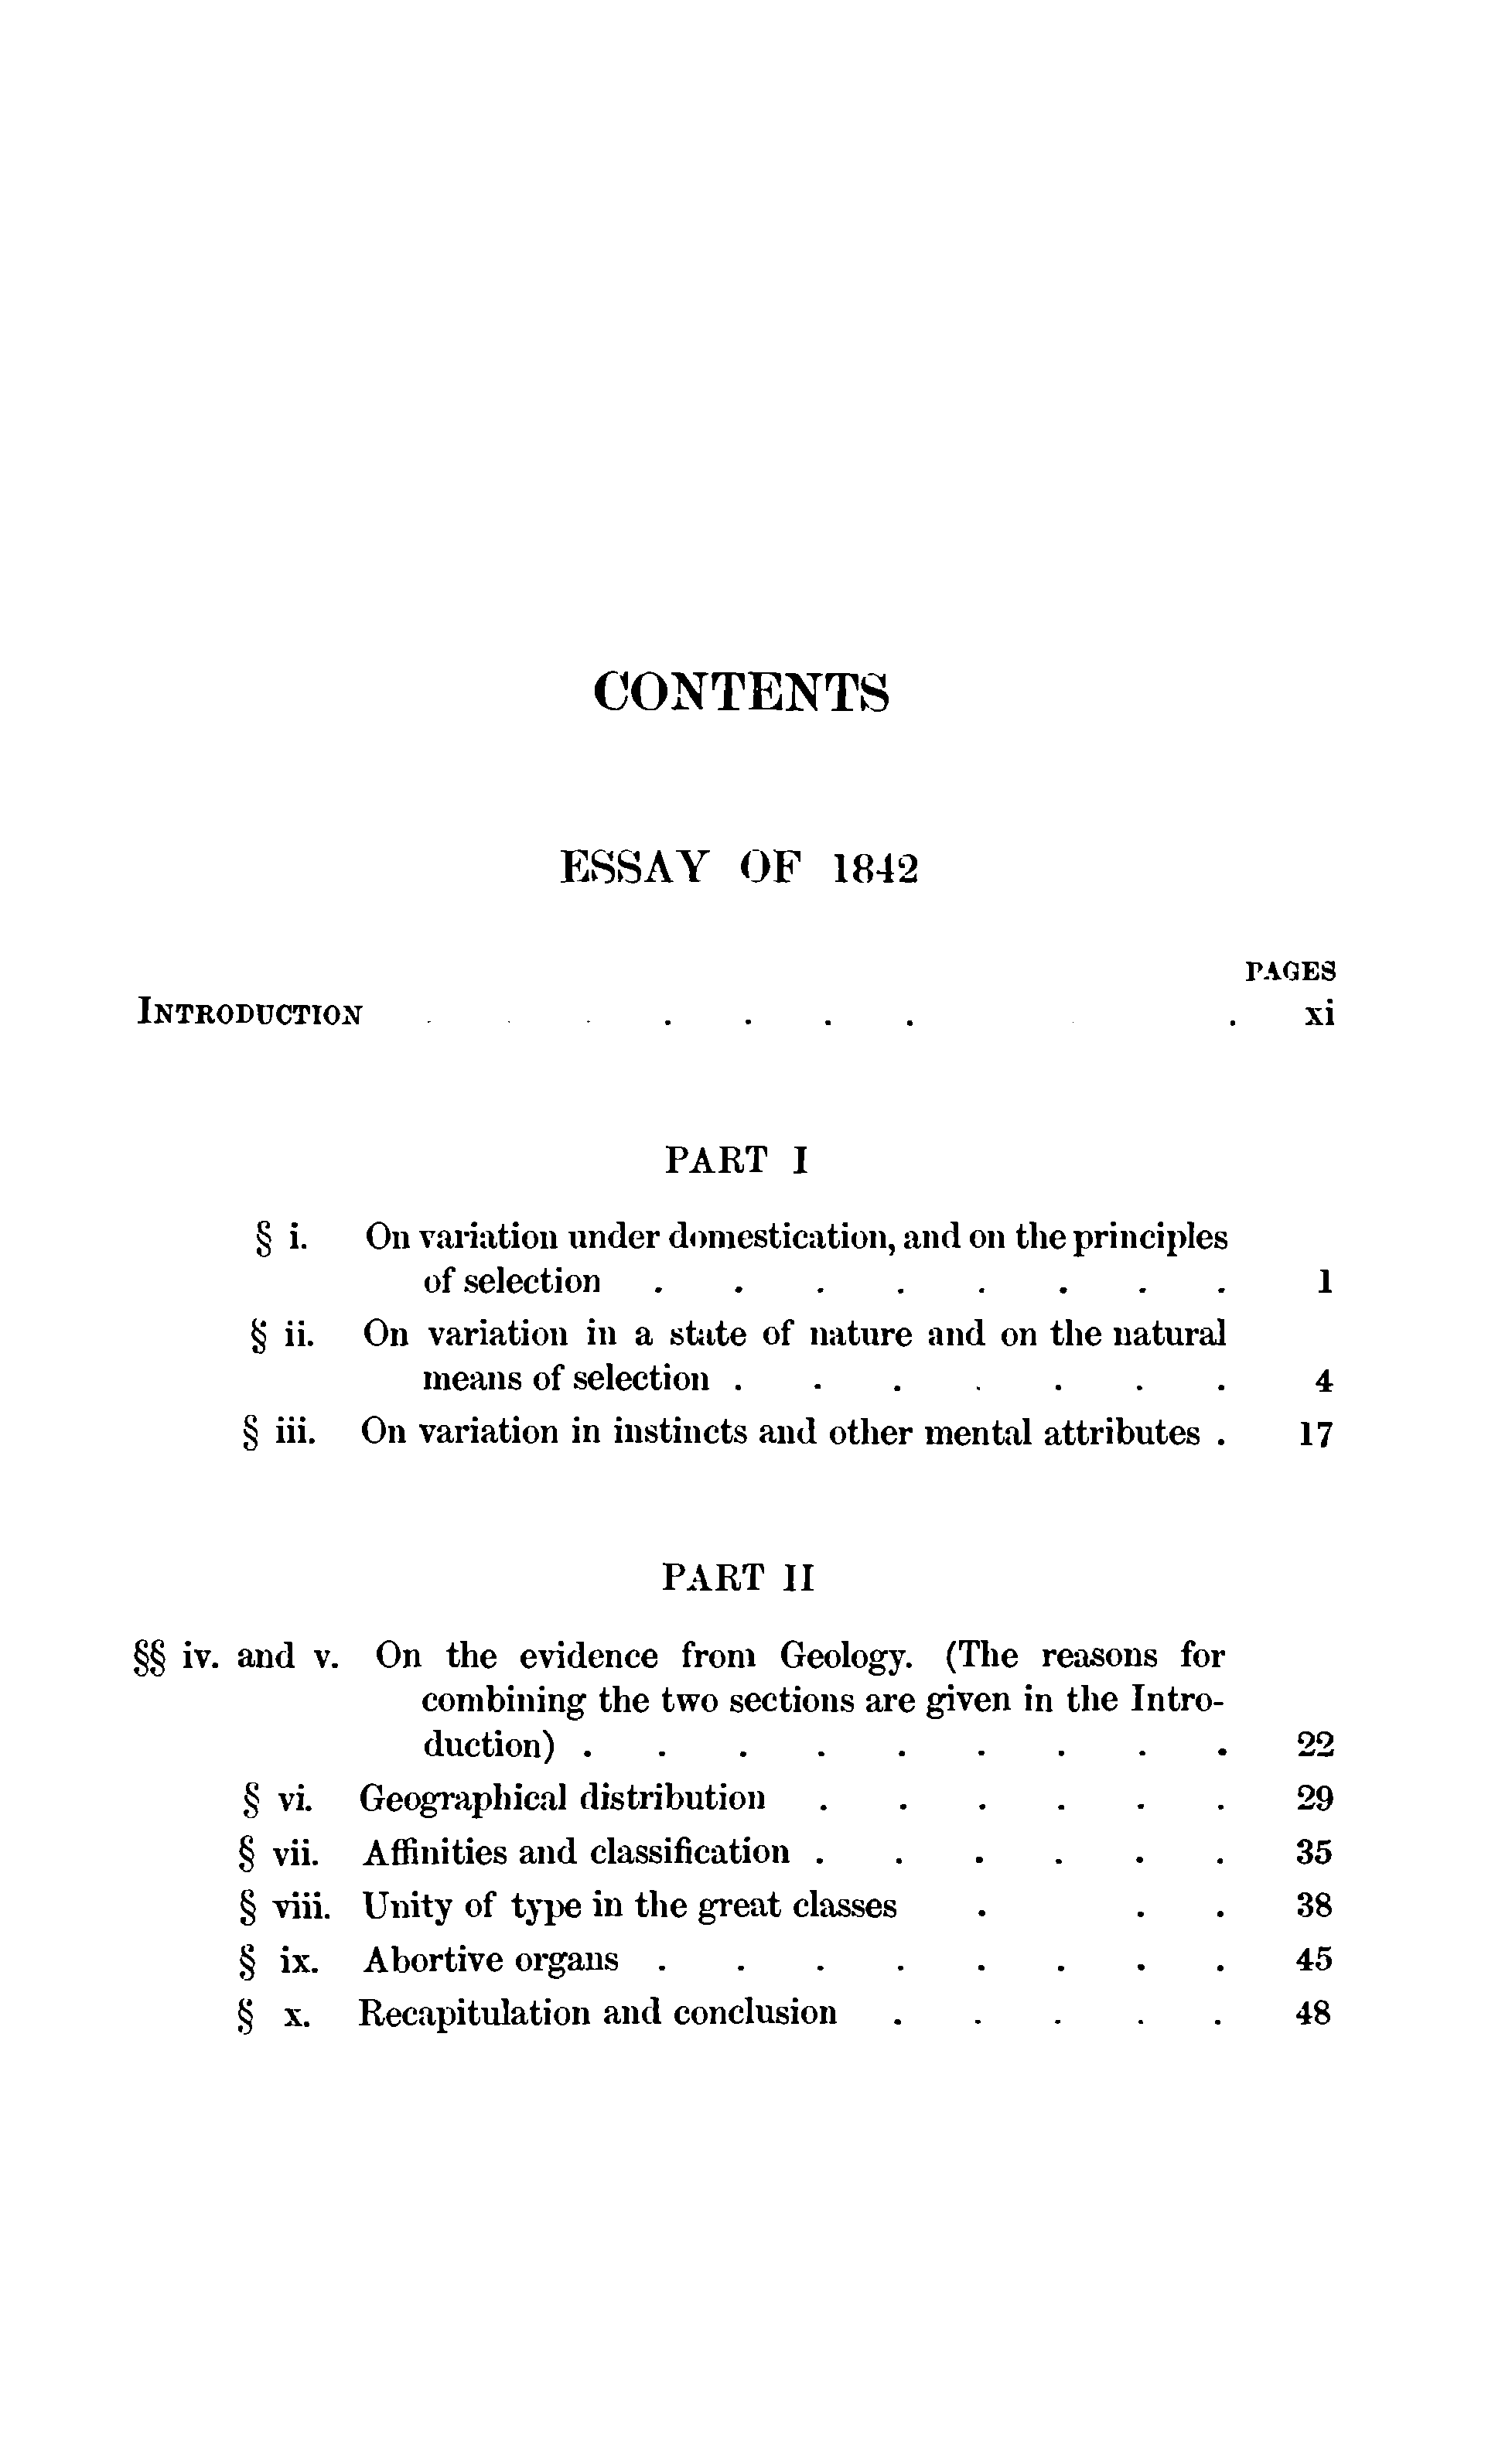 CONTENTS
ESSAY OF 1842
PAGES
INTRODUCTION . . . . . . . . xi
PART I
§ i. On variation under domestication, and on the principles
of selection . . . . . . . . 1
§ ii. On variation in a state of nature and on the natural
means of selection . . . . . . . 4
§ iii. On variation in instincts and other mental attributes . 17
PART II
§§ iv. and v. On the evidence from Geology. (The reasons for
combining the two sections are given in the Intro-
duction) . . . . . . . . . 22
§ vi. Geographical distribution . . . . . . 29
§ vii. Affinities and classification . . . . . . 35
§ viii. Unity of type in the great classes . . . 38
§ ix. Abortive organs . . . . . . . . 45
§ x. Recapitulation and conclusion . . . . . 48